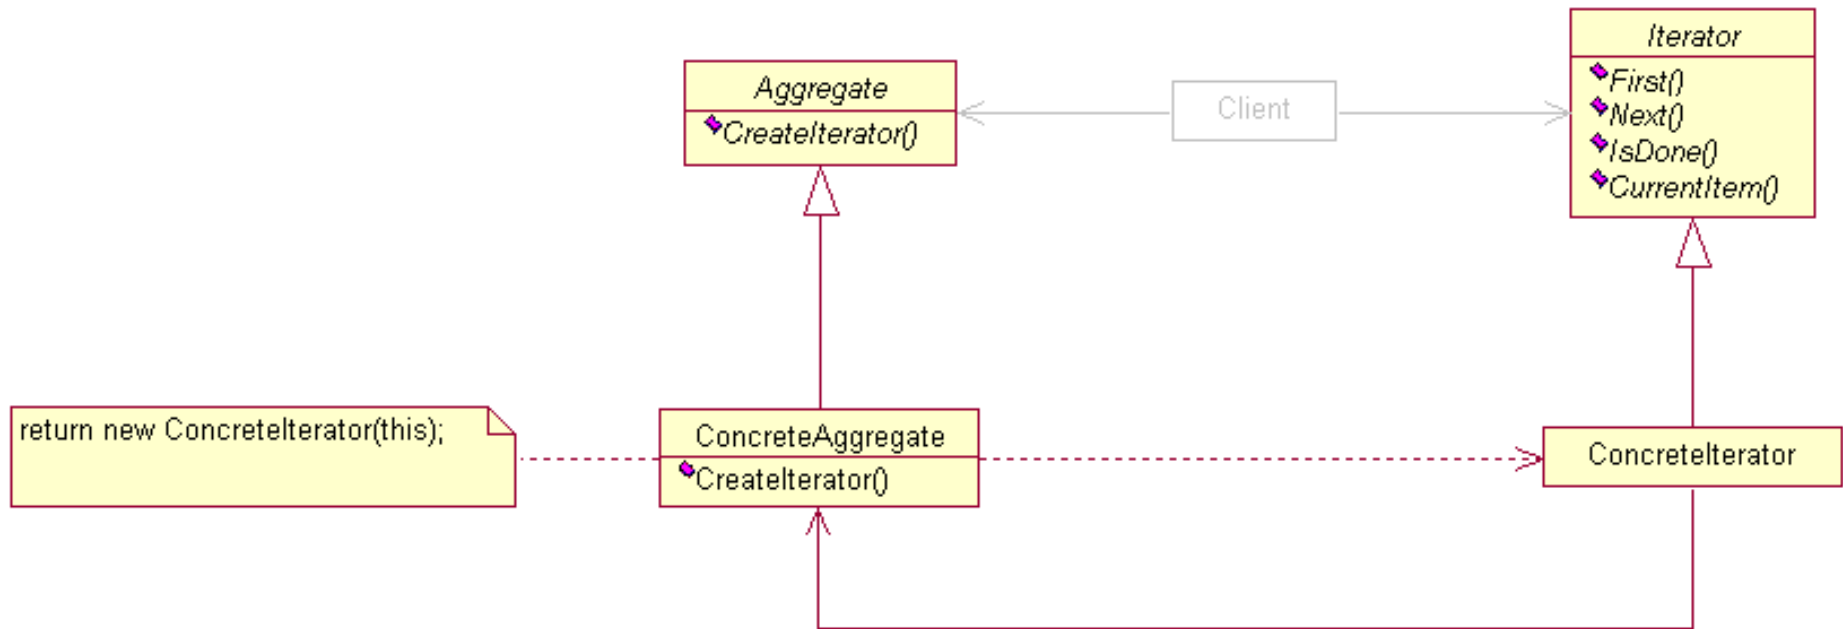 Iterator
First()
Next()
IsDone()
CurrentItem()
Aggregate
CreateIterator()
Client
return new ConcreteIterator(this);
ConcreteAggregate
CreateIterator()
ConcreteIterator